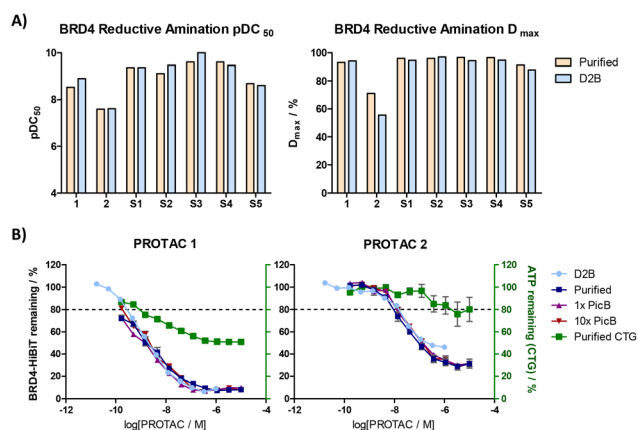 A)
BRD4 Reductive Amination pDC 50
BRD4 Reductive Amination D max
10
8
6
4
pDC50
1 2 S1 S2 S3 S4 S5
100
80
60
40
20
0
Dmax / %
1 2 S1 S2 S3 S4 S5
Purified
D2B
B)
PROTAC 1
PROTAC 2
BRD4-HiBiT remaining / %
120
100
80
60
40
20
0
-12 -10 -8 -6 -4
log[PROTAC / M]
120
100
80
60
40
20
0
-12 -10 -8 -6 -4
log[PROTAC / M]
120
100
80
60
40
20
0
ATP remaining (CTG) / %
D2B
Purified
1x PicB
10x PicB
Purified CTG